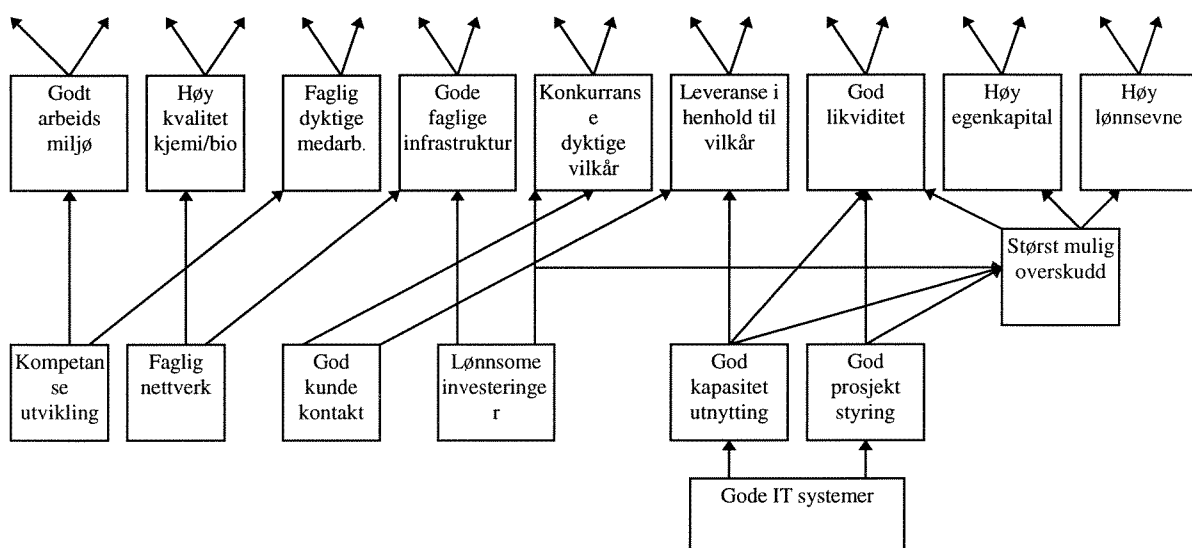 Godt
arbeids
miljø
Høy
kvalitet
kjemi/bio
Faglig
dyktige
medarb.
Gode
faglige
infrastruktur
Konkurrans
e
dyktige
vilkår
Leveranse i
henhold til
vilkår
God
likviditet
Høy
egenkapital
Høy
lønnsevne
Størst mulig
overskudd
Kompetan
se
utvikling
Faglig
nettverk
God
kunde
kontakt
Lønnsome
investeringe
r
God
kapasitet
utnytting
God
prosjekt
styring
Gode IT systemer